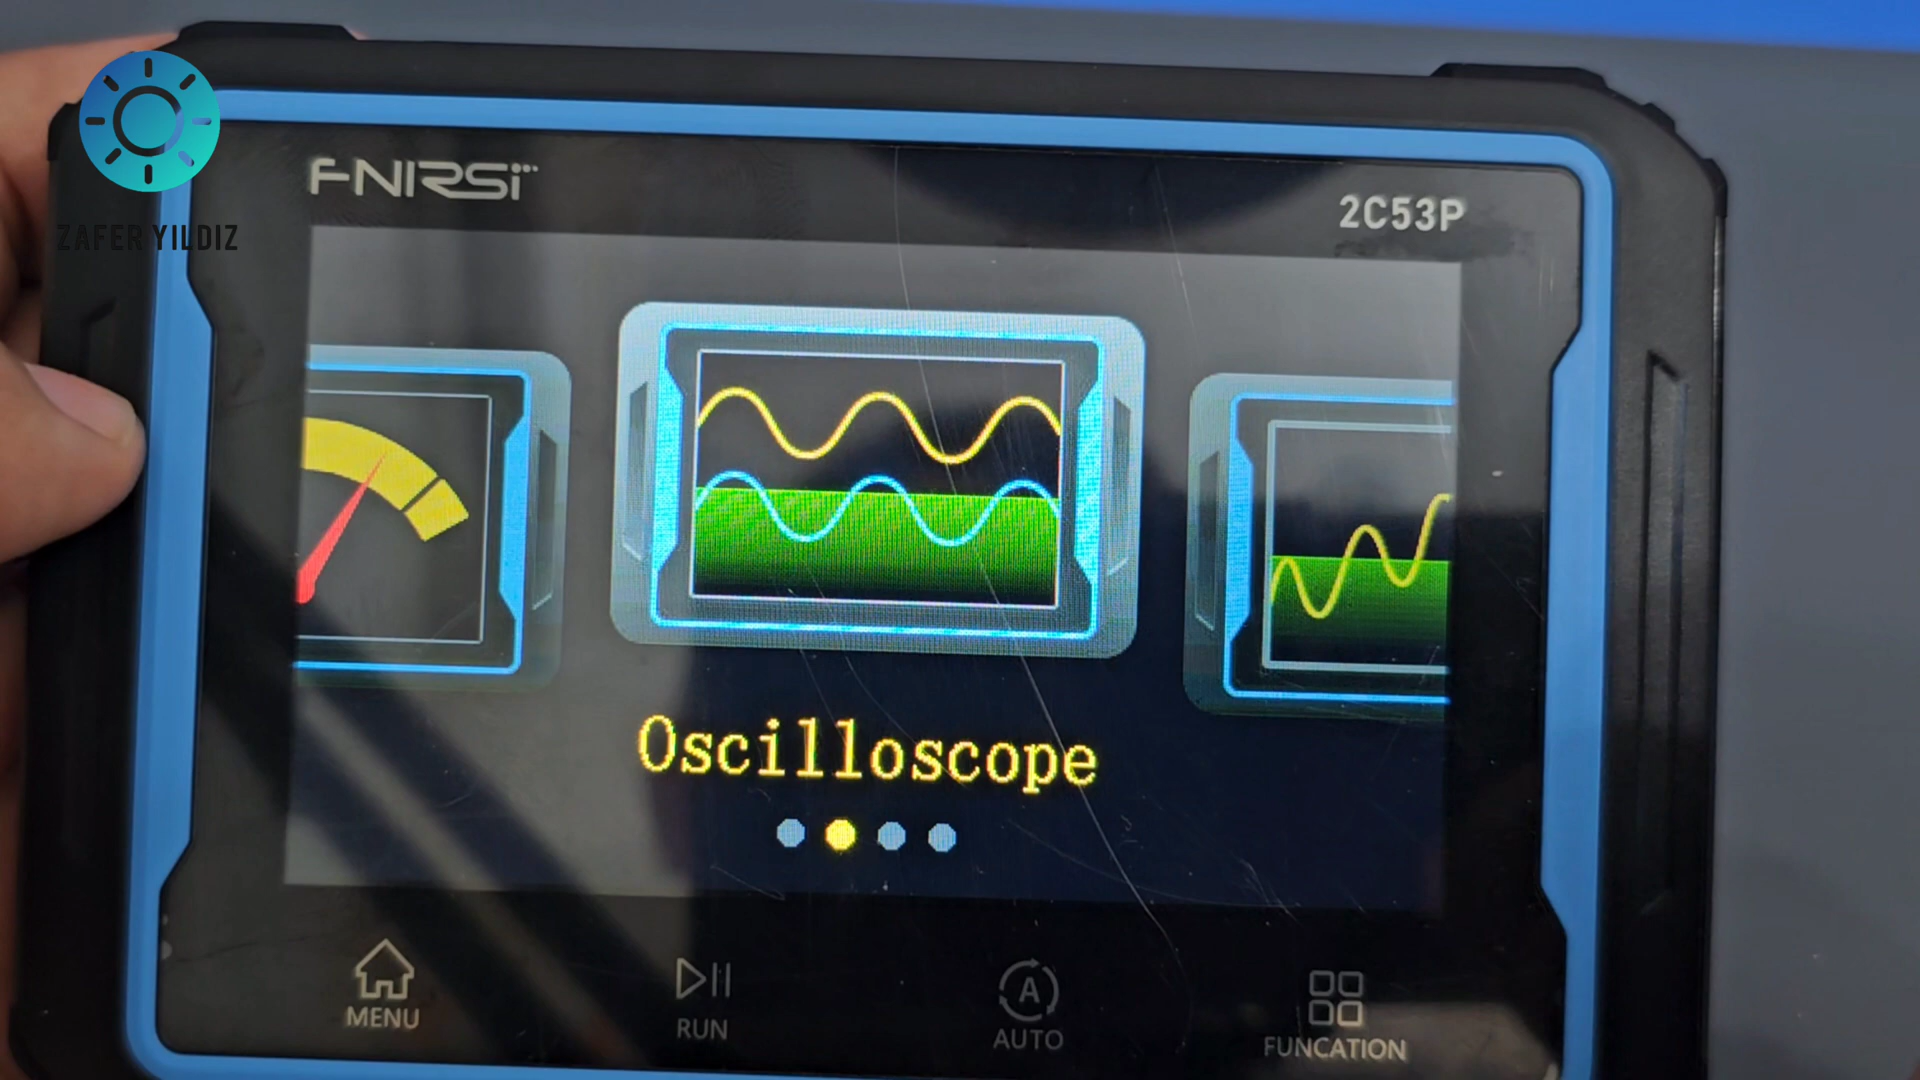 FNIRSI
2C53P
ZAFER YILDIZ
Oscilloscope
MENU
RUN
A
AUTO
FUNCATION